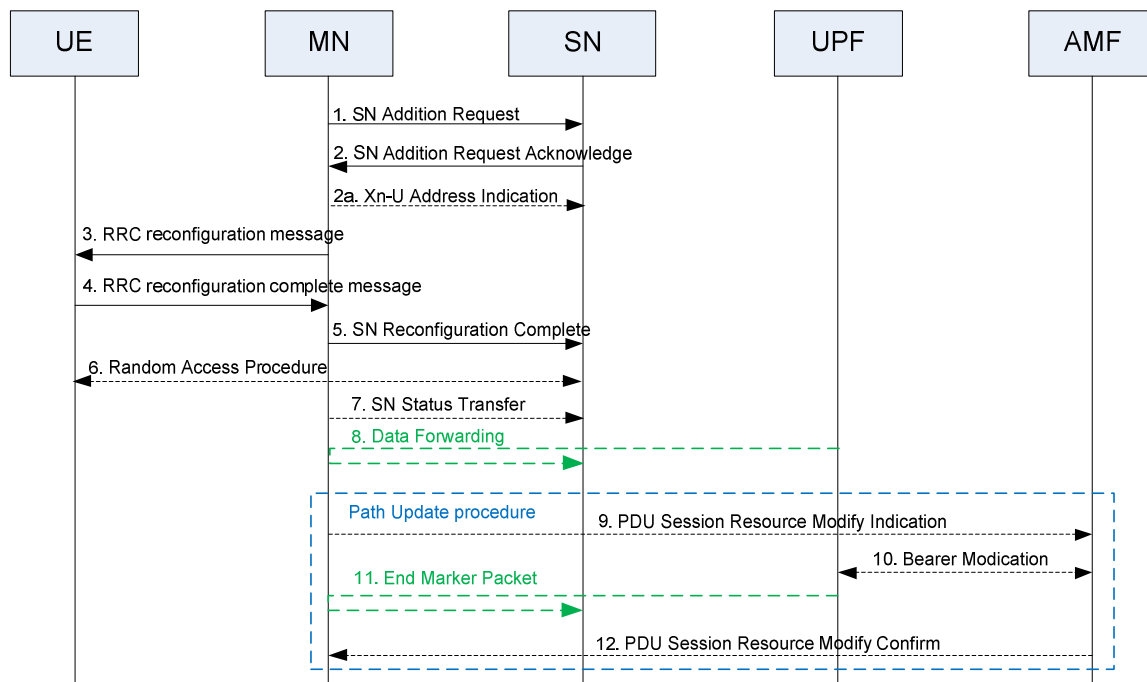 UE
MN
SN
UPF
AMF
1. SN Addition Request
2. SN Addition Request Acknowledge
2a. Xn-U Address Indication
3. RRC reconfiguration message
4. RRC reconfiguration complete message
5. SN Reconfiguration Complete
6. Random Access Procedure
7. SN Status Transfer
8. Data Forwarding
Path Update procedure
9. PDU Session Resource Modify Indication
10. Bearer Modication
11. End Marker Packet
12. PDU Session Resource Modify Confirm